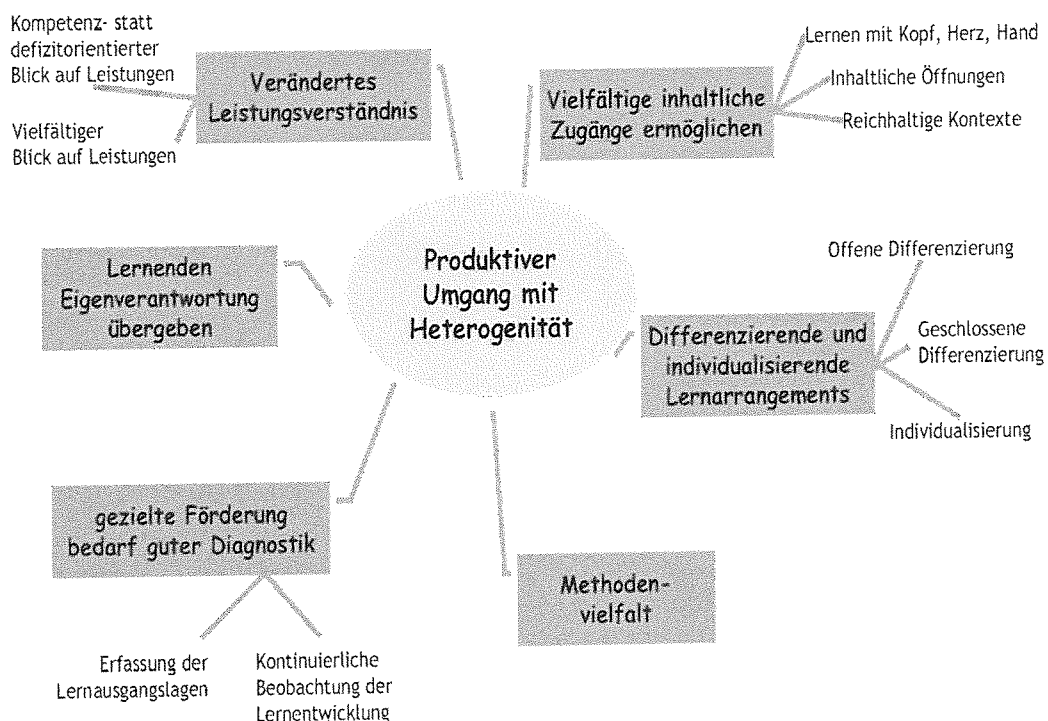 Kompetenz- statt
defizitorientierter
Blick auf Leistungen
Vielfältiger
Blick auf Leistungen
Verändertes
Leistungsverständnis
Vielfältige inhaltliche
Zugänge ermöglichen
Lernen mit Kopf, Herz, Hand
Inhaltliche Öffnungen
Reichhaltige Kontexte
Lernenden
Eigenverantwortung
übergeben
Produktiver
Umgang mit
Heterogenität
Differenzierende und
individualisierende
Lernarrangements
Offene Differenzierung
Geschlossene
Differenzierung
Individualisierung
gezielte Förderung
bedarf guter Diagnostik
Erfassung der
Lernausgangslagen
Kontinuierliche
Beobachtung der
Lernentwicklung
Methoden-
vielfalt